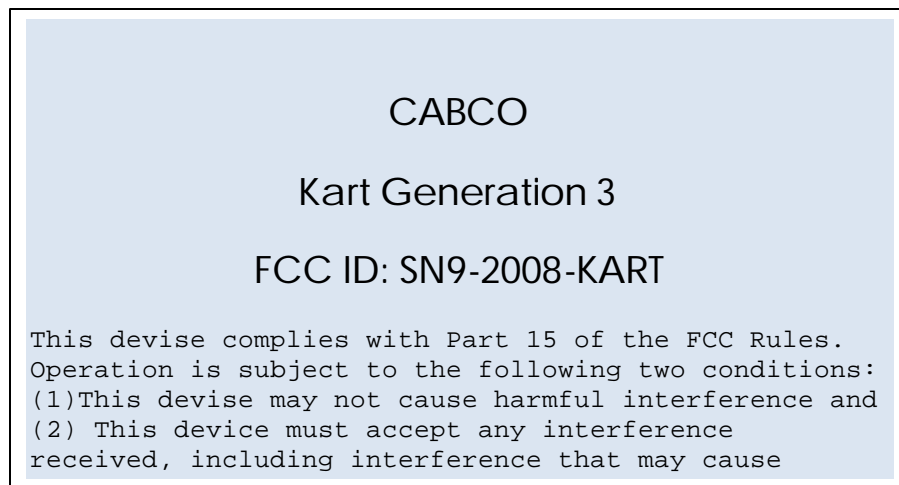 CABCO
Kart Generation 3
FCC ID: SN9-2008-KART
This devise complies with Part 15 of the FCC Rules.
Operation is subject to the following two conditions:
(1)This devise may not cause harmful interference and
(2) This device must accept any interference
received, including interference that may cause